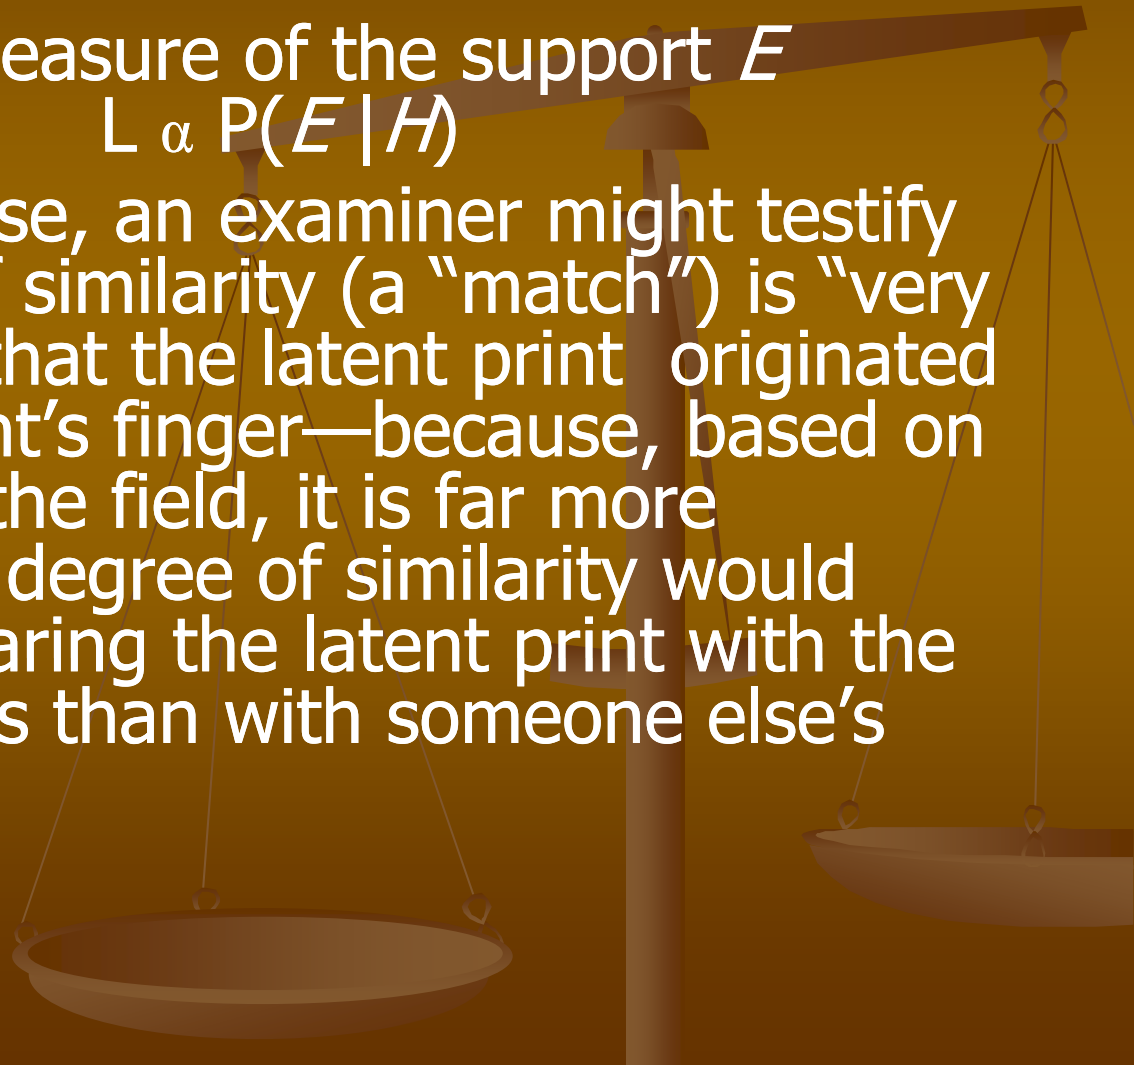 easure of the support E
L α P(E |H)
se, an examiner might testify
similarity (a “match”) is “very
that the latent print originated
nt’s finger—because, based on
the field, it is far more
degree of similarity would
aring the latent print with the
s than with someone else’s